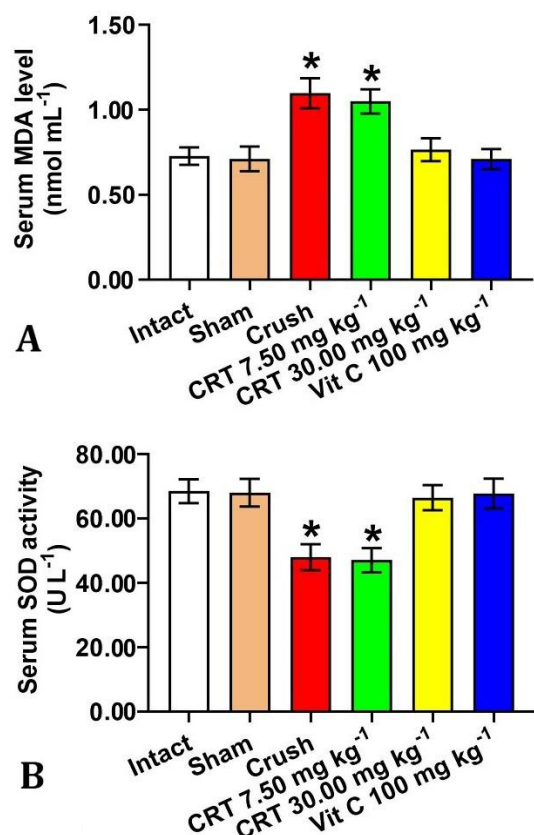 Serum MDA level
(nmol mL⁻¹)
1.50
1.00
0.50
0.00
*
*
Intact
Sham
Crush
CRT 7.50 mg kg⁻¹
CRT 30.00 mg kg⁻¹
Vit C 100 mg kg⁻¹
A
Serum SOD activity
(U L⁻¹)
80.00
60.00
40.00
20.00
0.00
*
*
Intact
Sham
Crush
CRT 7.50 mg kg⁻¹
CRT 30.00 mg kg⁻¹
Vit C 100 mg kg⁻¹
B